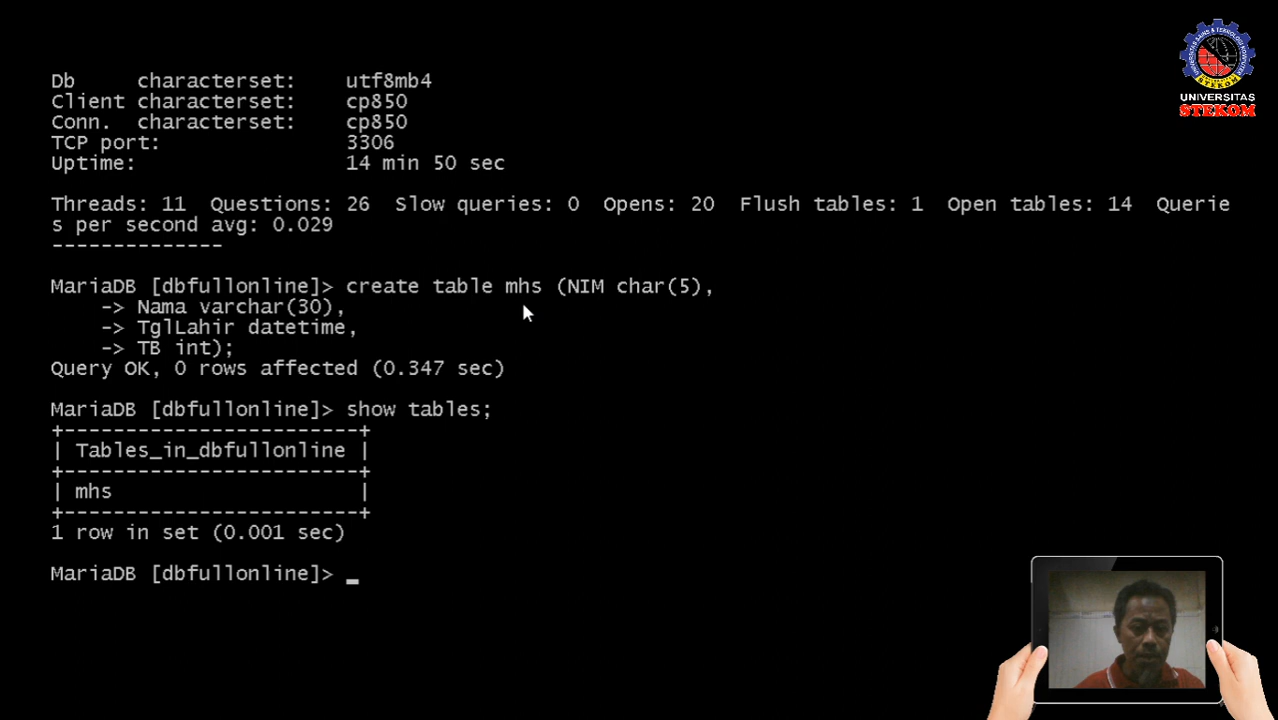 Db     characterset:    utf8mb4
Client characterset:    cp850
Conn.  characterset:    cp850
TCP port:               3306
Uptime:                 14 min 50 sec
Threads: 11  Questions: 26  Slow queries: 0  Opens: 20  Flush tables: 1  Open tables: 14  Querie
s per second avg: 0.029
--------------
MariaDB [dbfullonline]> create table mhs (NIM char(5),
    -> Nama varchar(30),
    -> TglLahir datetime,
    -> TB int);
Query OK, 0 rows affected (0.347 sec)
MariaDB [dbfullonline]> show tables;
+------------------------+
| Tables_in_dbfullonline |
+------------------------+
| mhs                    |
+------------------------+
1 row in set (0.001 sec)
MariaDB [dbfullonline]> _
UNIVERSITAS
STEKOM